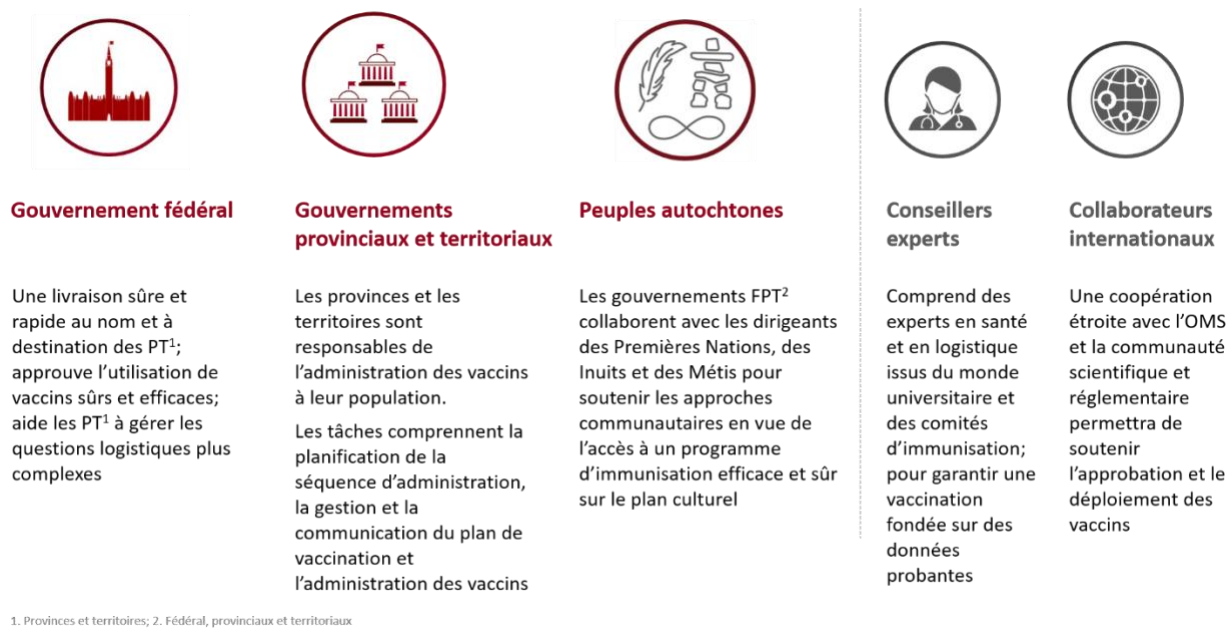 Gouvernement fédéral
Une livraison sûre et
rapide au nom et à
destination des PT¹;
approuve l’utilisation de
vaccins sûrs et efficaces;
aide les PT¹ à gérer les
questions logistiques plus
complexes
Gouvernements
provinciaux et territoriaux
Les provinces et les
territoires sont
responsables de
l’administration des vaccins
à leur population.
Les tâches comprennent la
planification de la
séquence d’administration,
la gestion et la
communication du plan de
vaccination et
l’administration des vaccins
Peuples autochtones
Les gouvernements FPT²
collaborent avec les dirigeants
des Premières Nations, des
Inuits et des Métis pour
soutenir les approches
communautaires en vue de
l’accès à un programme
d’immunisation efficace et sûr
sur le plan culturel
Conseillers
experts
Comprend des
experts en santé
et en logistique
issus du monde
universitaire et
des comités
d’immunisation;
pour garantir une
vaccination
fondée sur des
données
probantes
Collaborateurs
internationaux
Une coopération
étroite avec l’OMS
et la communauté
scientifique et
réglementaire
permettra de
soutenir
l’approbation et le
déploiement des
vaccins
1. Provinces et territoires; 2. Fédéral, provinciaux et territoriaux